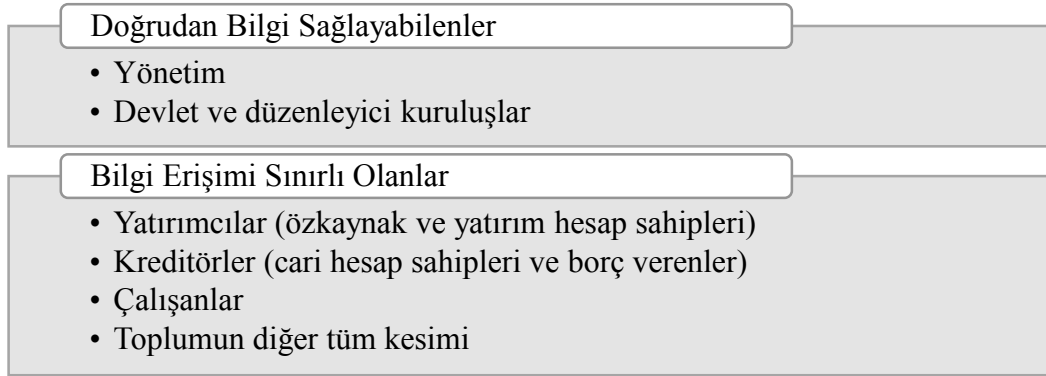 Doğrudan Bilgi Sağlayabilenler
• Yönetim
• Devlet ve düzenleyici kuruluşlar
Bilgi Erişimi Sınırlı Olanlar
• Yatırımcılar (özkaynak ve yatırım hesap sahipleri)
• Kreditörler (cari hesap sahipleri ve borç verenler)
• Çalışanlar
• Toplumun diğer tüm kesimi